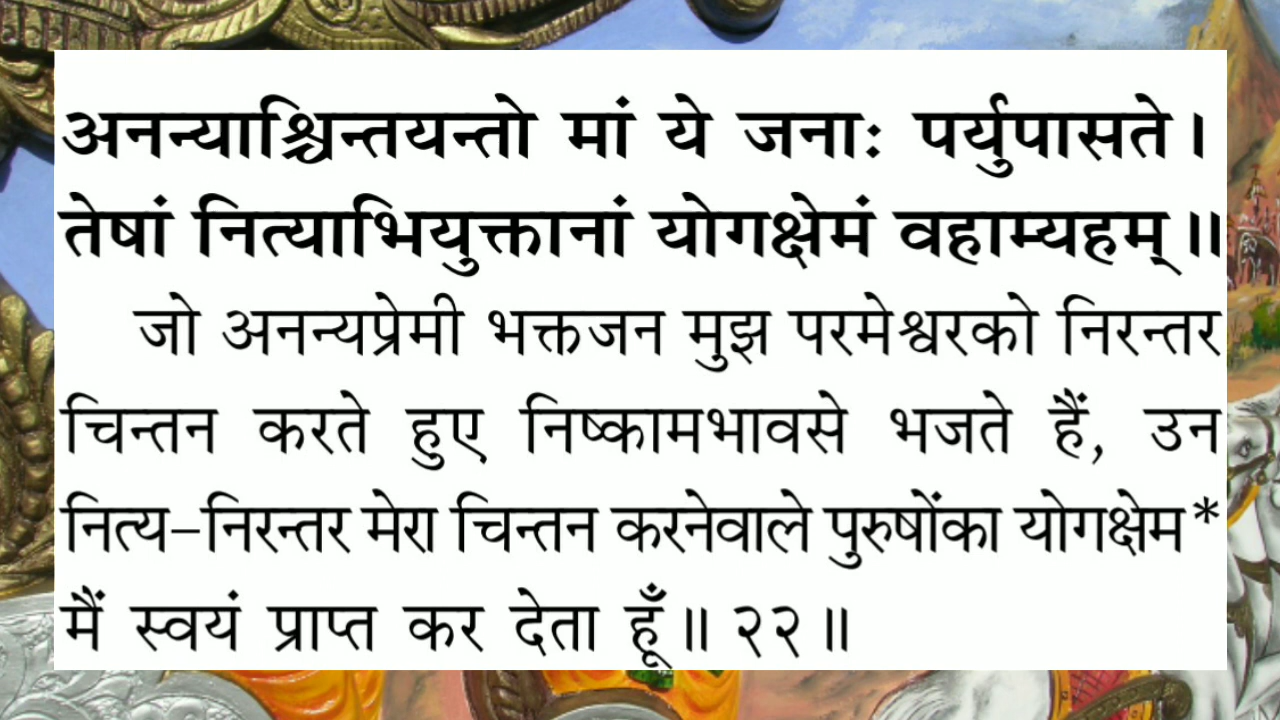 अनन्याश्चिन्तयन्तो मां ये जनाः पर्युपासते।
तेषां नित्याभियुक्तानां योगक्षेमं वहाम्यहम्॥
जो अनन्यप्रेमी भक्तजन मुझ परमेश्वरको निरन्तर
चिन्तन करते हुए निष्कामभावसे भजते हैं, उन
नित्य-निरन्तर मेरा चिन्तन करनेवाले पुरुषोंका योगक्षेम*
मैं स्वयं प्राप्त कर देता हूँ॥ २२॥